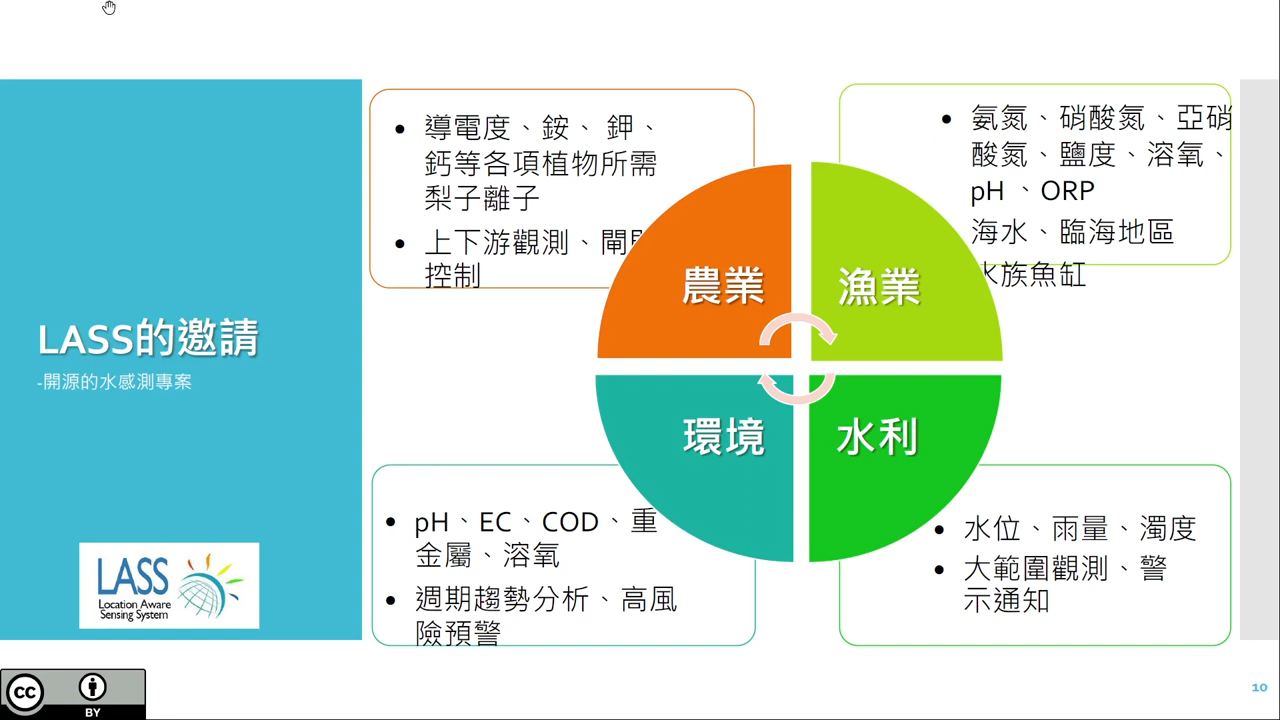 LASS的邀請
-開源的水感測專案
LASS
Location Aware
Sensing System
導電度、銨、 鉀、
鈣等各項植物所需
梨子離子
上下游觀測、閘
控制
氨氮、硝酸氮、亞硝
酸氮、鹽度、溶氧、
pH 、ORP
海水、臨海地區
水族魚缸
農業
漁業
環境
水利
pH、EC、COD、重
金屬、溶氧
週期趨勢分析、高風
險預警
水位、雨量、濁度
大範圍觀測、警
示通知
cc
BY
10